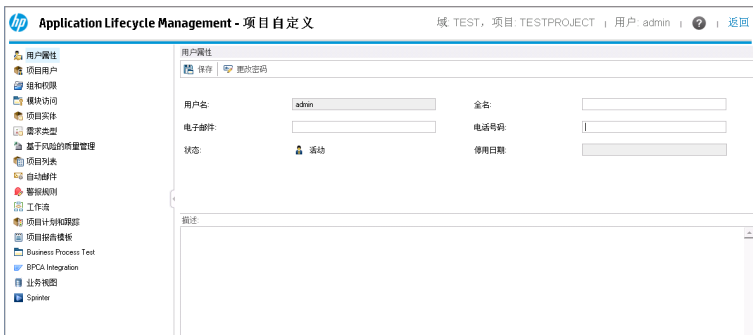 hp Application Lifecycle Management - 项目自定义 域: TEST, 项目: TESTPROJECT | 用户: admin | ? | 返回
用户属性
项目用户
组和权限
模块访问
项目实体
需求类型
基于风险的质量管理
项目列表
自动邮件
警报规则
工作流
项目计划和跟踪
项目报告模板
Business Process Test
BPCA Integration
业务视图
Sprinter
用户属性
保存 | 更改密码
用户名: admin 全名:
电子邮件: 电话号码:
状态: 活动 停用日期:
描述: